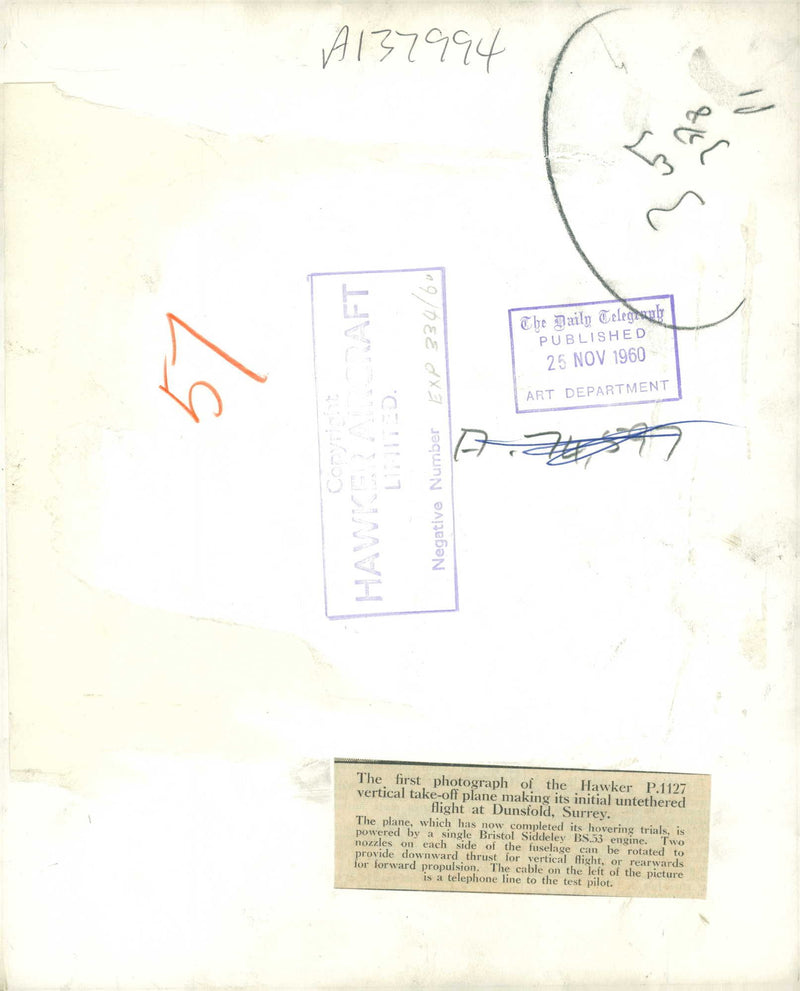 A137994
57
Copyright
HAWKER AIRCRAFT
LIMITED.
Negative Number EXP 334/60
The Daily Telegraph
PUBLISHED
25 NOV 1960
ART DEPARTMENT
The first photograph of the Hawker P.1127
vertical take-off plane making its initial untethered
flight at Dunsfold, Surrey.
The plane, which has now completed its hovering trials, is
powered by a single Bristol Siddeley BS.53 engine. Two
nozzles on each side of the fuselage can be rotated to
provide downward thrust for vertical flight, or rearwards
for forward propulsion. The cable on the left of the picture
is a telephone line to the test pilot.